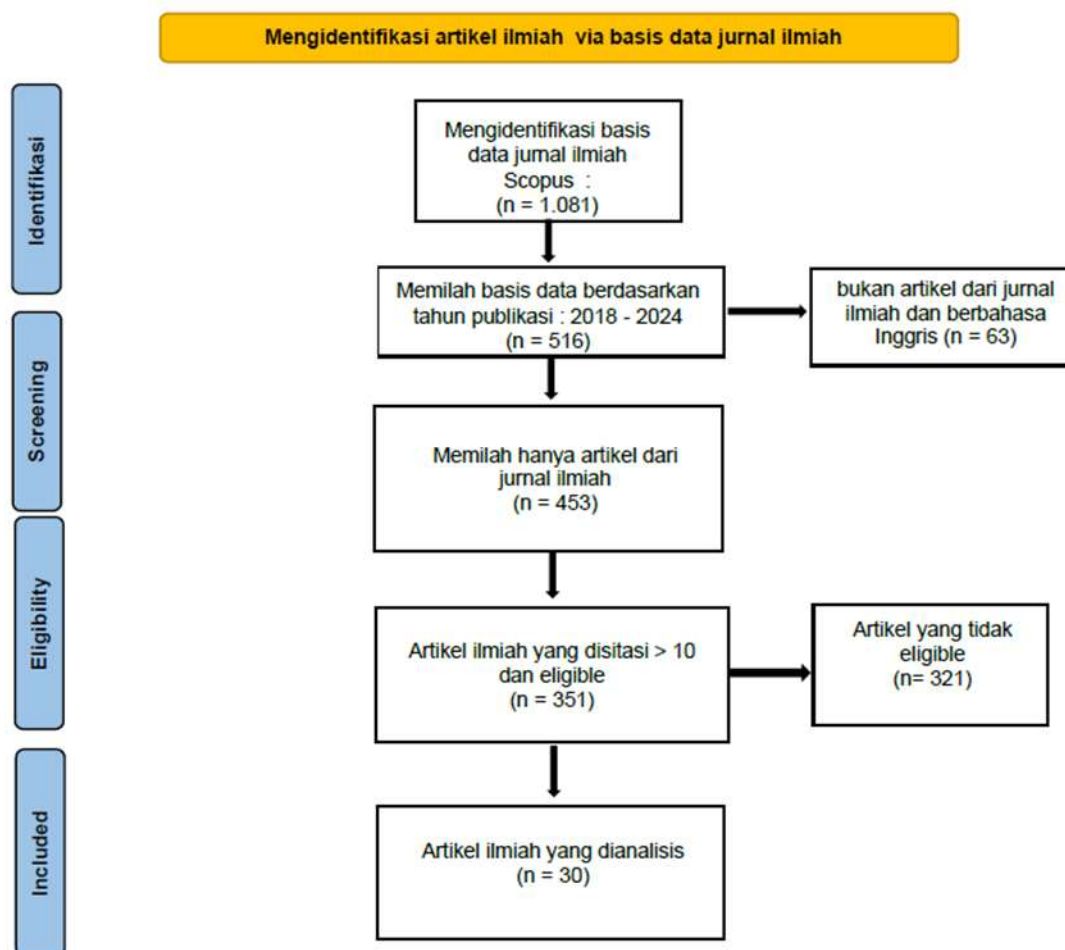 Mengidentifikasi artikel ilmiah via basis data jurnal ilmiah
Identifikasi
Mengidentifikasi basis
data jurnal ilmiah
Scopus :
(n = 1.081)
Memilah basis data berdasarkan
tahun publikasi : 2018 - 2024
(n = 516)
bukan artikel dari jurnal
ilmiah dan berbahasa
Inggris (n = 63)
Screening
Memilah hanya artikel dari
jurnal ilmiah
(n = 453)
Eligibility
Artikel ilmiah yang disitasi > 10
dan eligible
(n = 351)
Artikel yang tidak
eligible
(n= 321)
Included
Artikel ilmiah yang dianalisis
(n = 30)